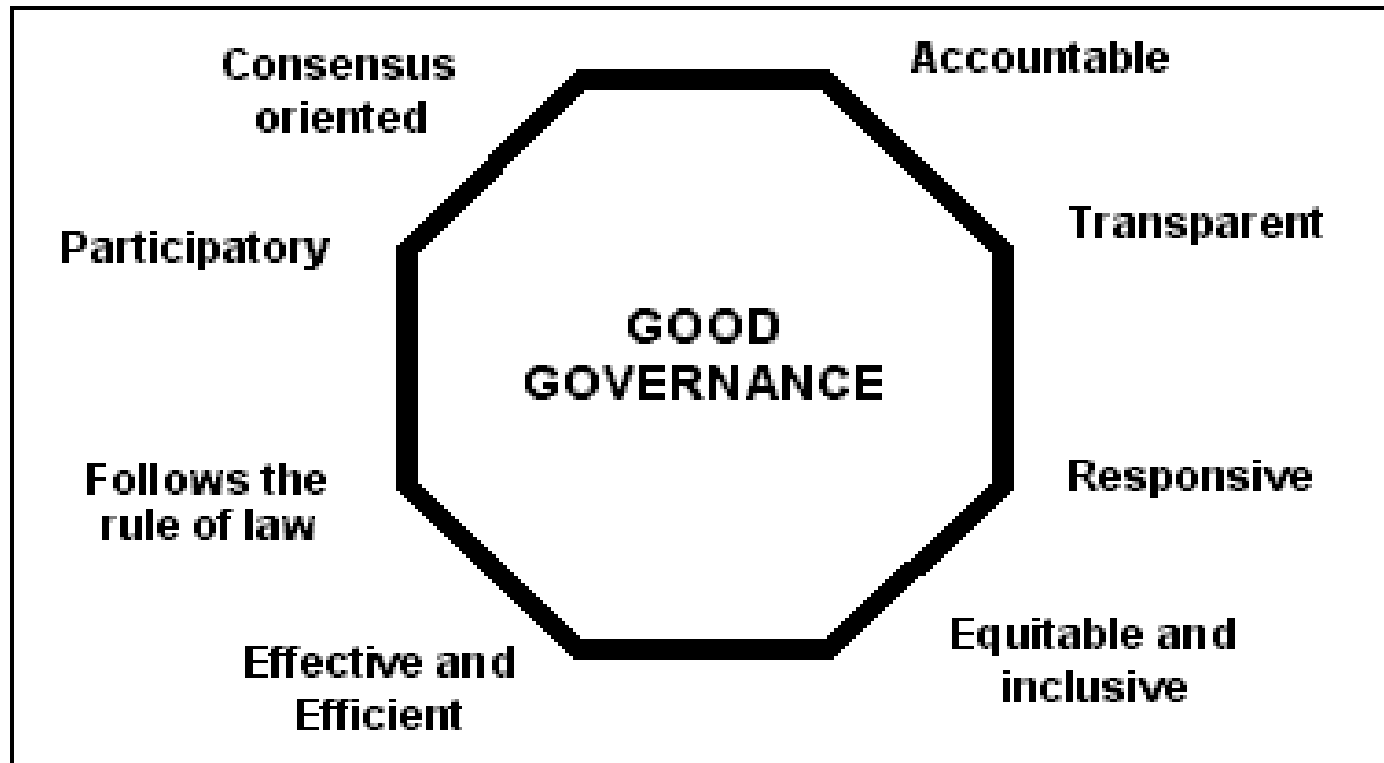 Consensus
oriented
Accountable
Participatory
Transparent
GOOD
GOVERNANCE
Follows the
rule of law
Responsive
Effective and
Efficient
Equitable and
inclusive